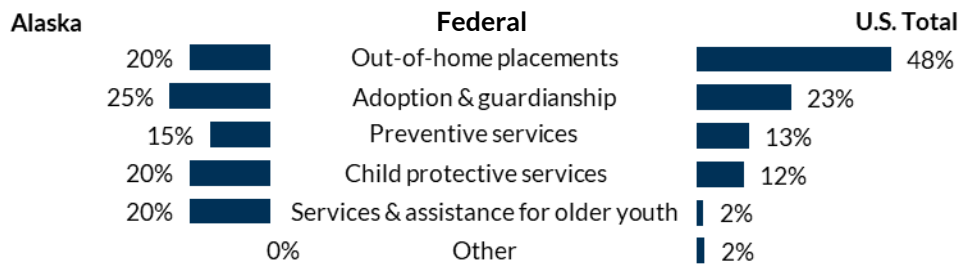 Alaska Federal U.S. Total
20% Out-of-home placements 48%
25% Adoption & guardianship 23%
15% Preventive services 13%
20% Child protective services 12%
20% Services & assistance for older youth 2%
0% Other 2%